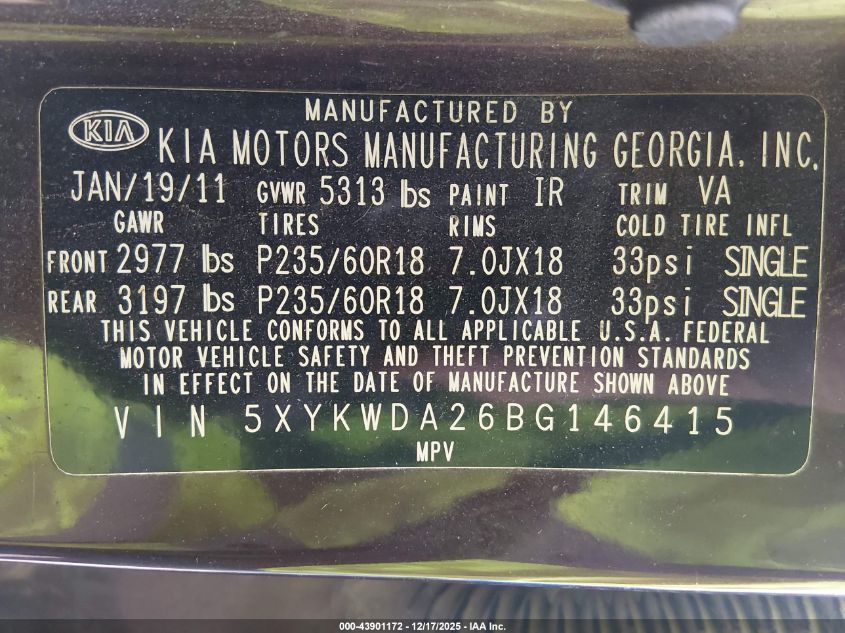 MANUFACTURED BY
KIA KIA MOTORS MANUFACTURING GEORGIA, INC.
JAN/19/11 GVWR 5313 lbs PAINT IR TRIM VA
GAWR TIRES RIMS COLD TIRE INFL
FRONT 2977 lbs P235/60R18 7.0JX18 33psi SINGLE
REAR 3197 lbs P235/60R18 7.0JX18 33psi SINGLE
THIS VEHICLE CONFORMS TO ALL APPLICABLE U.S.A. FEDERAL
MOTOR VEHICLE SAFETY AND THEFT PREVENTION STANDARDS
IN EFFECT ON THE DATE OF MANUFACTURE SHOWN ABOVE
VIN 5XYKWDA26BG146415
MPV
000-43901172 - 12/17/2025 - IAA Inc.